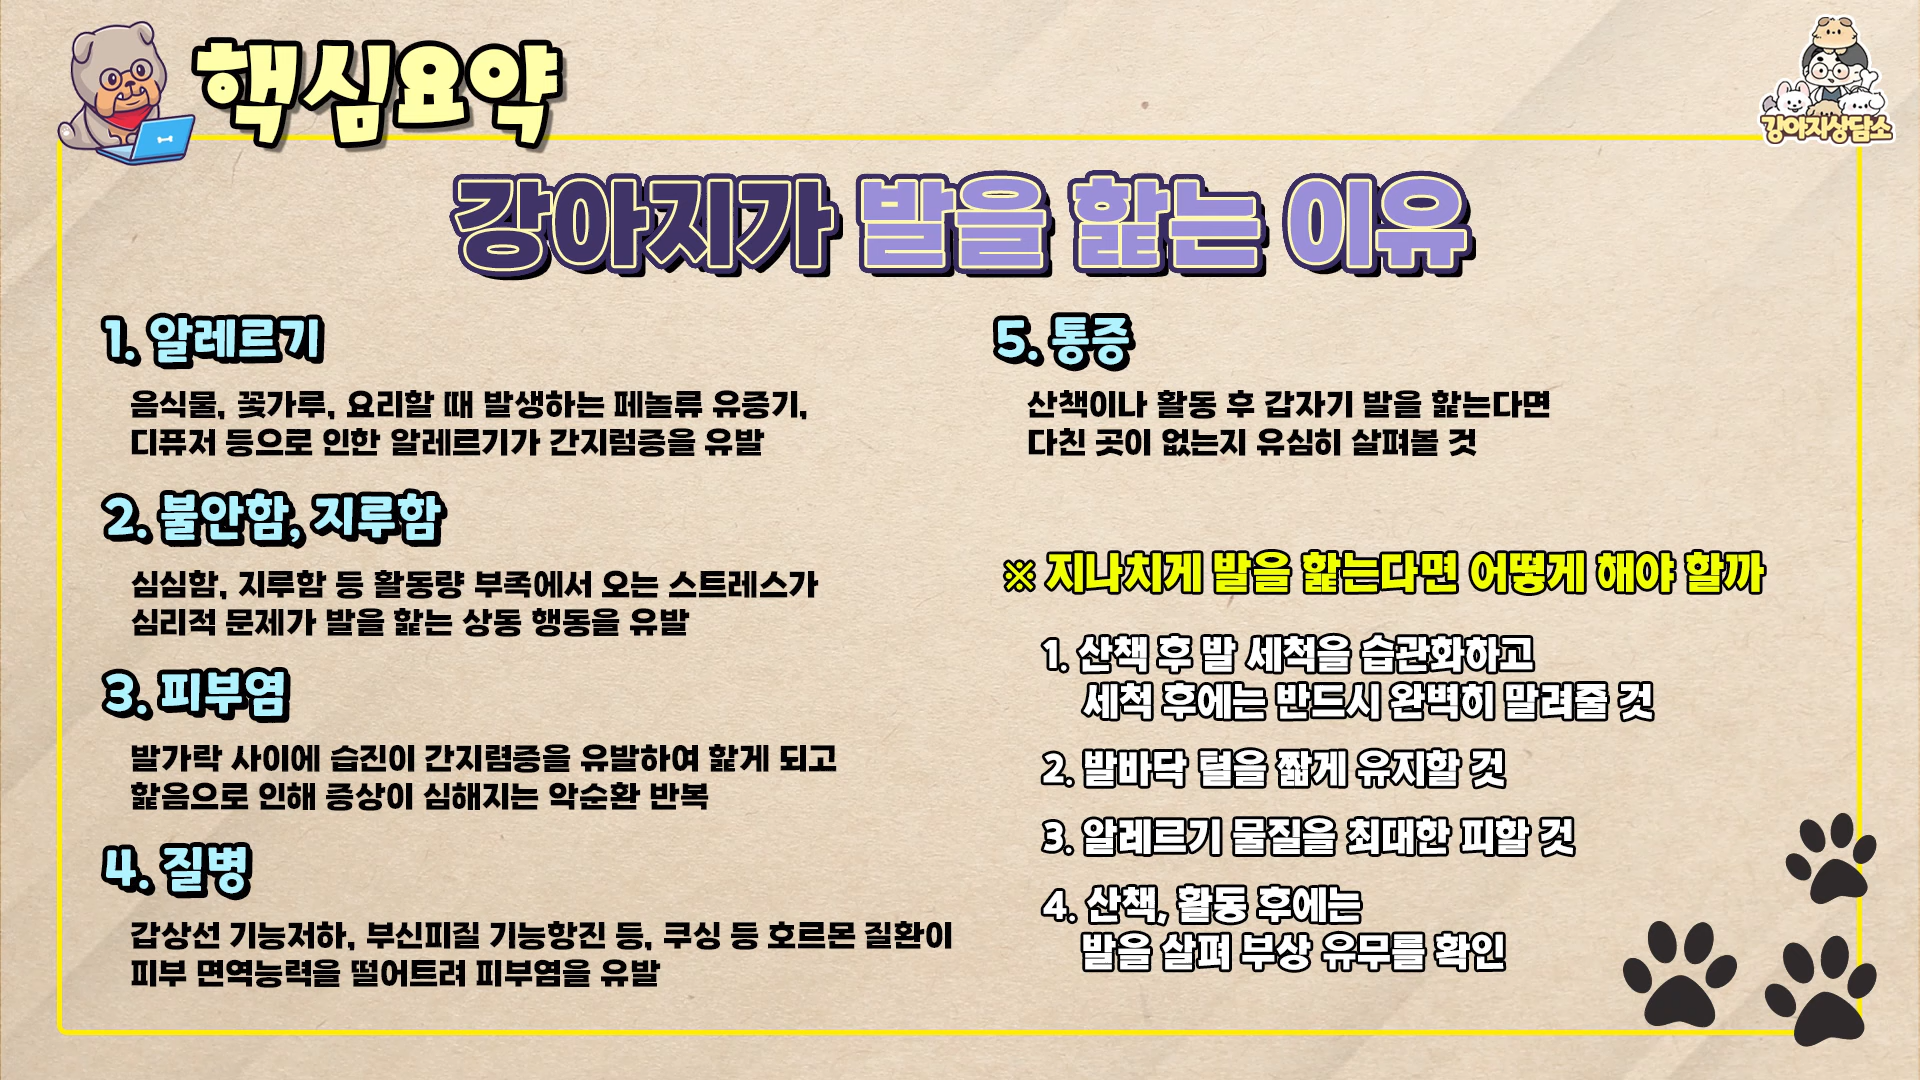 핵심요약
강아지상담소
강아지가 발을 핥는 이유
1. 알레르기
음식물, 꽃가루, 요리할 때 발생하는 페놀류 유증기,
디퓨저 등으로 인한 알레르기가 간지럼증을 유발
2. 불안함, 지루함
심심함, 지루함 등 활동량 부족에서 오는 스트레스가
심리적 문제가 발을 핥는 상동 행동을 유발
3. 피부염
발가락 사이에 습진이 간지렴증을 유발하여 핥게 되고
핥음으로 인해 증상이 심해지는 악순환 반복
4. 질병
갑상선 기능저하, 부신피질 기능항진 등, 쿠싱 등 호르몬 질환이
피부 면역능력을 떨어트려 피부염을 유발
5. 통증
산책이나 활동 후 갑자기 발을 핥는다면
다친 곳이 없는지 유심히 살펴볼 것
※ 지나치게 발을 핥는다면 어떻게 해야 할까
1. 산책 후 발 세척을 습관화하고
세척 후에는 반드시 완벽히 말려줄 것
2. 발바닥 털을 짧게 유지할 것
3. 알레르기 물질을 최대한 피할 것
4. 산책, 활동 후에는
발을 살펴 부상 유무를 확인